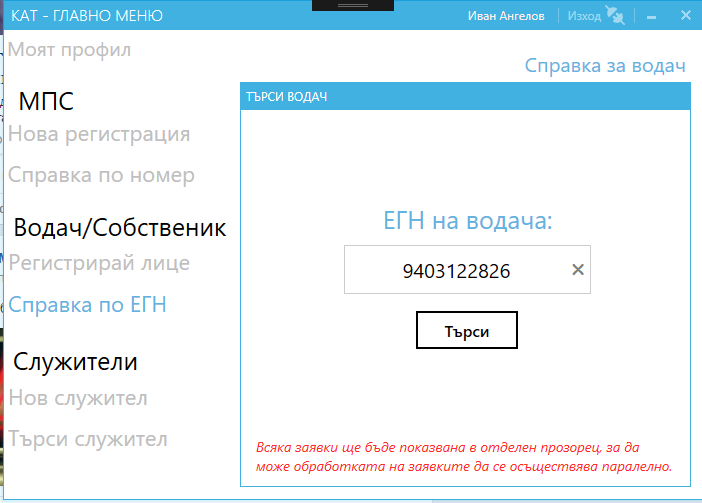 КАТ - ГЛАВНО МЕНЮ
Иван Ангелов
Изход
Моят профил
МПС
Нова регистрация
Справка по номер
Водач/Собственик
Регистрирай лице
Справка по ЕГН
Служители
Нов служител
Търси служител
Справка за водач
ТЪРСИ ВОДАЧ
ЕГН на водача:
9403122826
Търси
Всяка заявки ще бъде показвана в отделен прозорец, за да
може обработката на заявките да се осъществява паралелно.